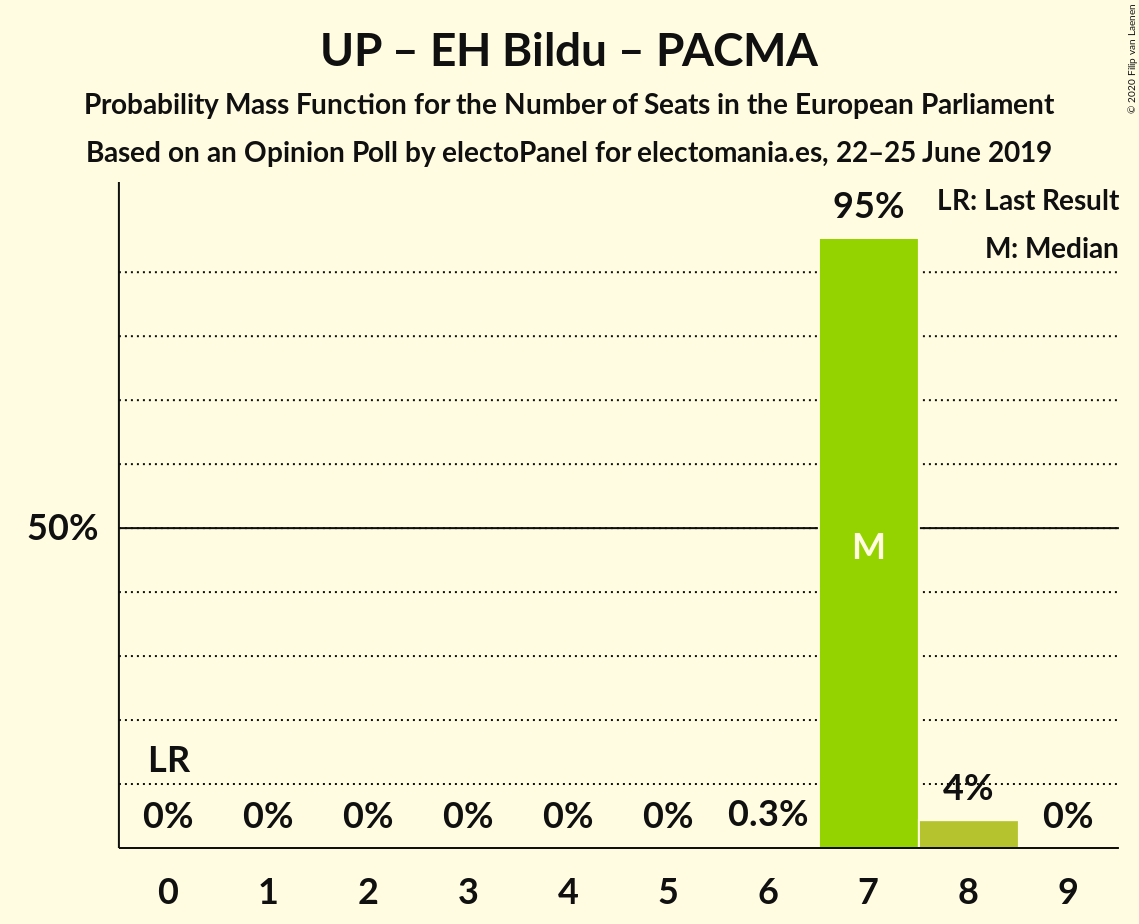 UP – EH Bildu – PACMA
Probability Mass Function for the Number of Seats in the European Parliament
Based on an Opinion Poll by electoPanel for electomania.es, 22–25 June 2019
© 2020 Filip van Laenen
LR: Last Result
M: Median
95%
50%
M
LR
0% 0% 0% 0% 0% 0% 0.3% 4% 0%
0 1 2 3 4 5 6 7 8 9